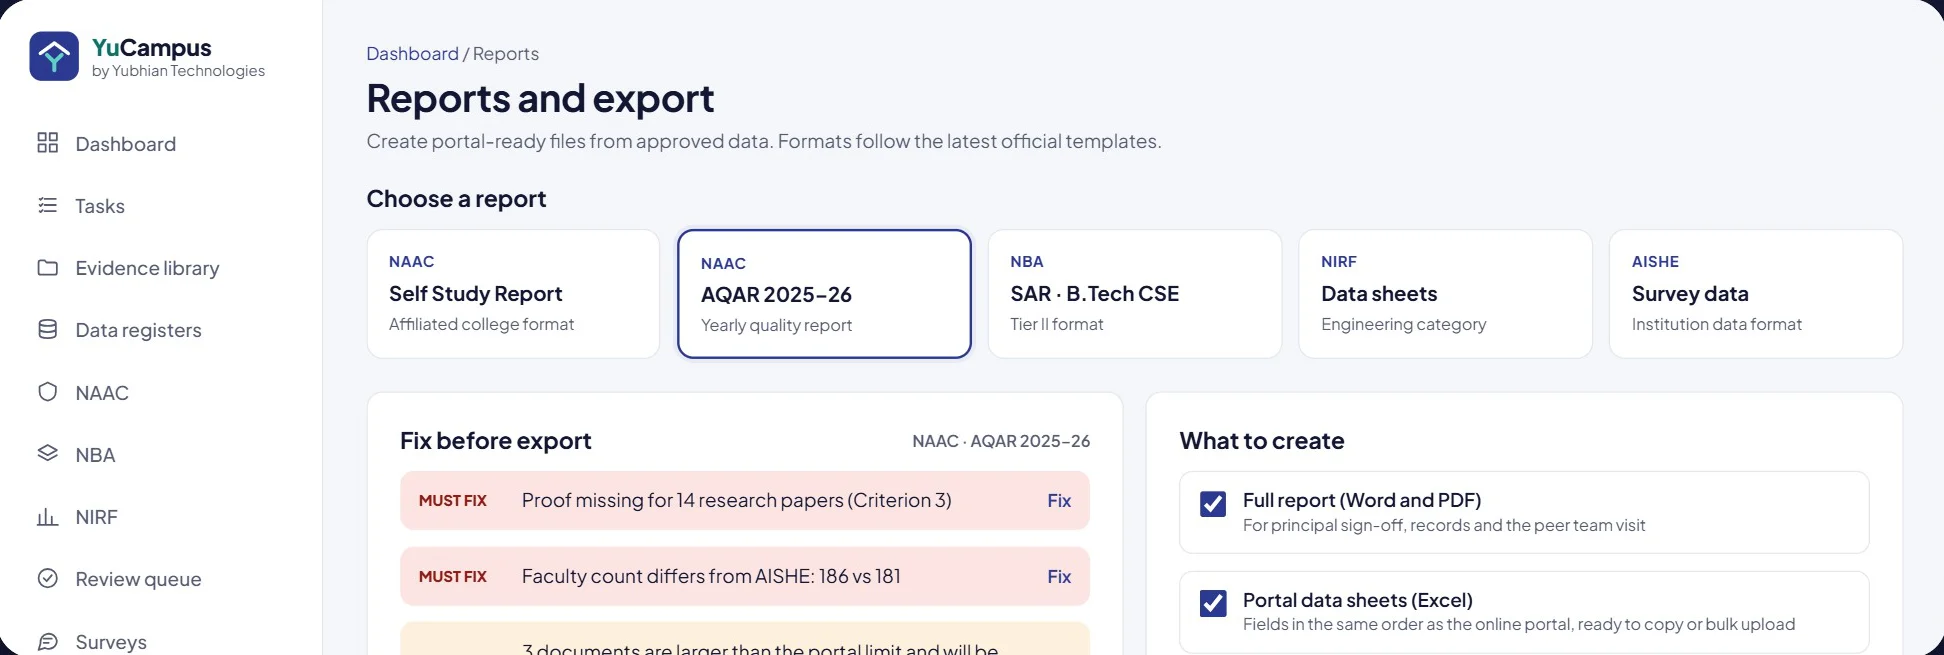 YuCampus
by Yubhian Technologies
Dashboard
Tasks
Evidence library
Data registers
NAAC
NBA
NIRF
Review queue
Surveys
Dashboard / Reports
Reports and export
Create portal-ready files from approved data. Formats follow the latest official templates.
Choose a report
NAAC
Self Study Report
Affiliated college format
NAAC
AQAR 2025–26
Yearly quality report
NBA
SAR · B.Tech CSE
Tier II format
NIRF
Data sheets
Engineering category
AISHE
Survey data
Institution data format
Fix before export
NAAC · AQAR 2025–26
MUST FIX Proof missing for 14 research papers (Criterion 3) Fix
MUST FIX Faculty count differs from AISHE: 186 vs 181 Fix
3 documents are larger than the portal limit and will be
What to create
Full report (Word and PDF)
For principal sign-off, records and the peer team visit
Portal data sheets (Excel)
Fields in the same order as the online portal, ready to copy or bulk upload